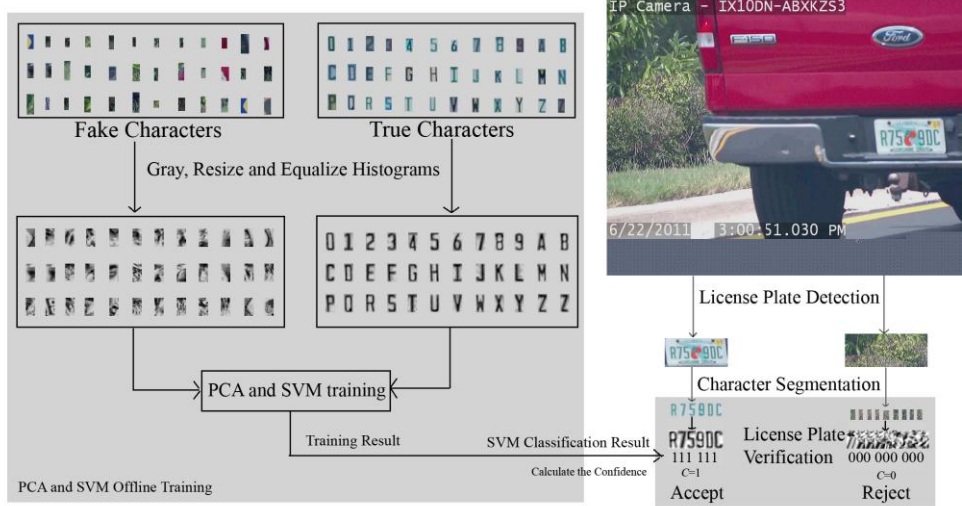 0 1 2 3 4 5 6 7 8 9 A B
C D E F G H I J K L M N
P Q R S T U V W X Y Z Z
Fake Characters
True Characters
Gray, Resize and Equalize Histograms
0 1 2 3 4 5 6 7 8 9 A B
C D E F G H I J K L M N
P Q R S T U V W X Y Z Z
PCA and SVM training
Training Result
PCA and SVM Offline Training
IP Camera - IX10DN-ABXKZS3
F-150
Ford
R75 9DC
6/22/2011 3:00:51.030 PM
License Plate Detection
R75 9DC
Character Segmentation
R759DC
R759DC
License Plate
Verification
SVM Classification Result
111 111
000 000 000
Calculate the Confidence
C=1
C=0
Accept
Reject